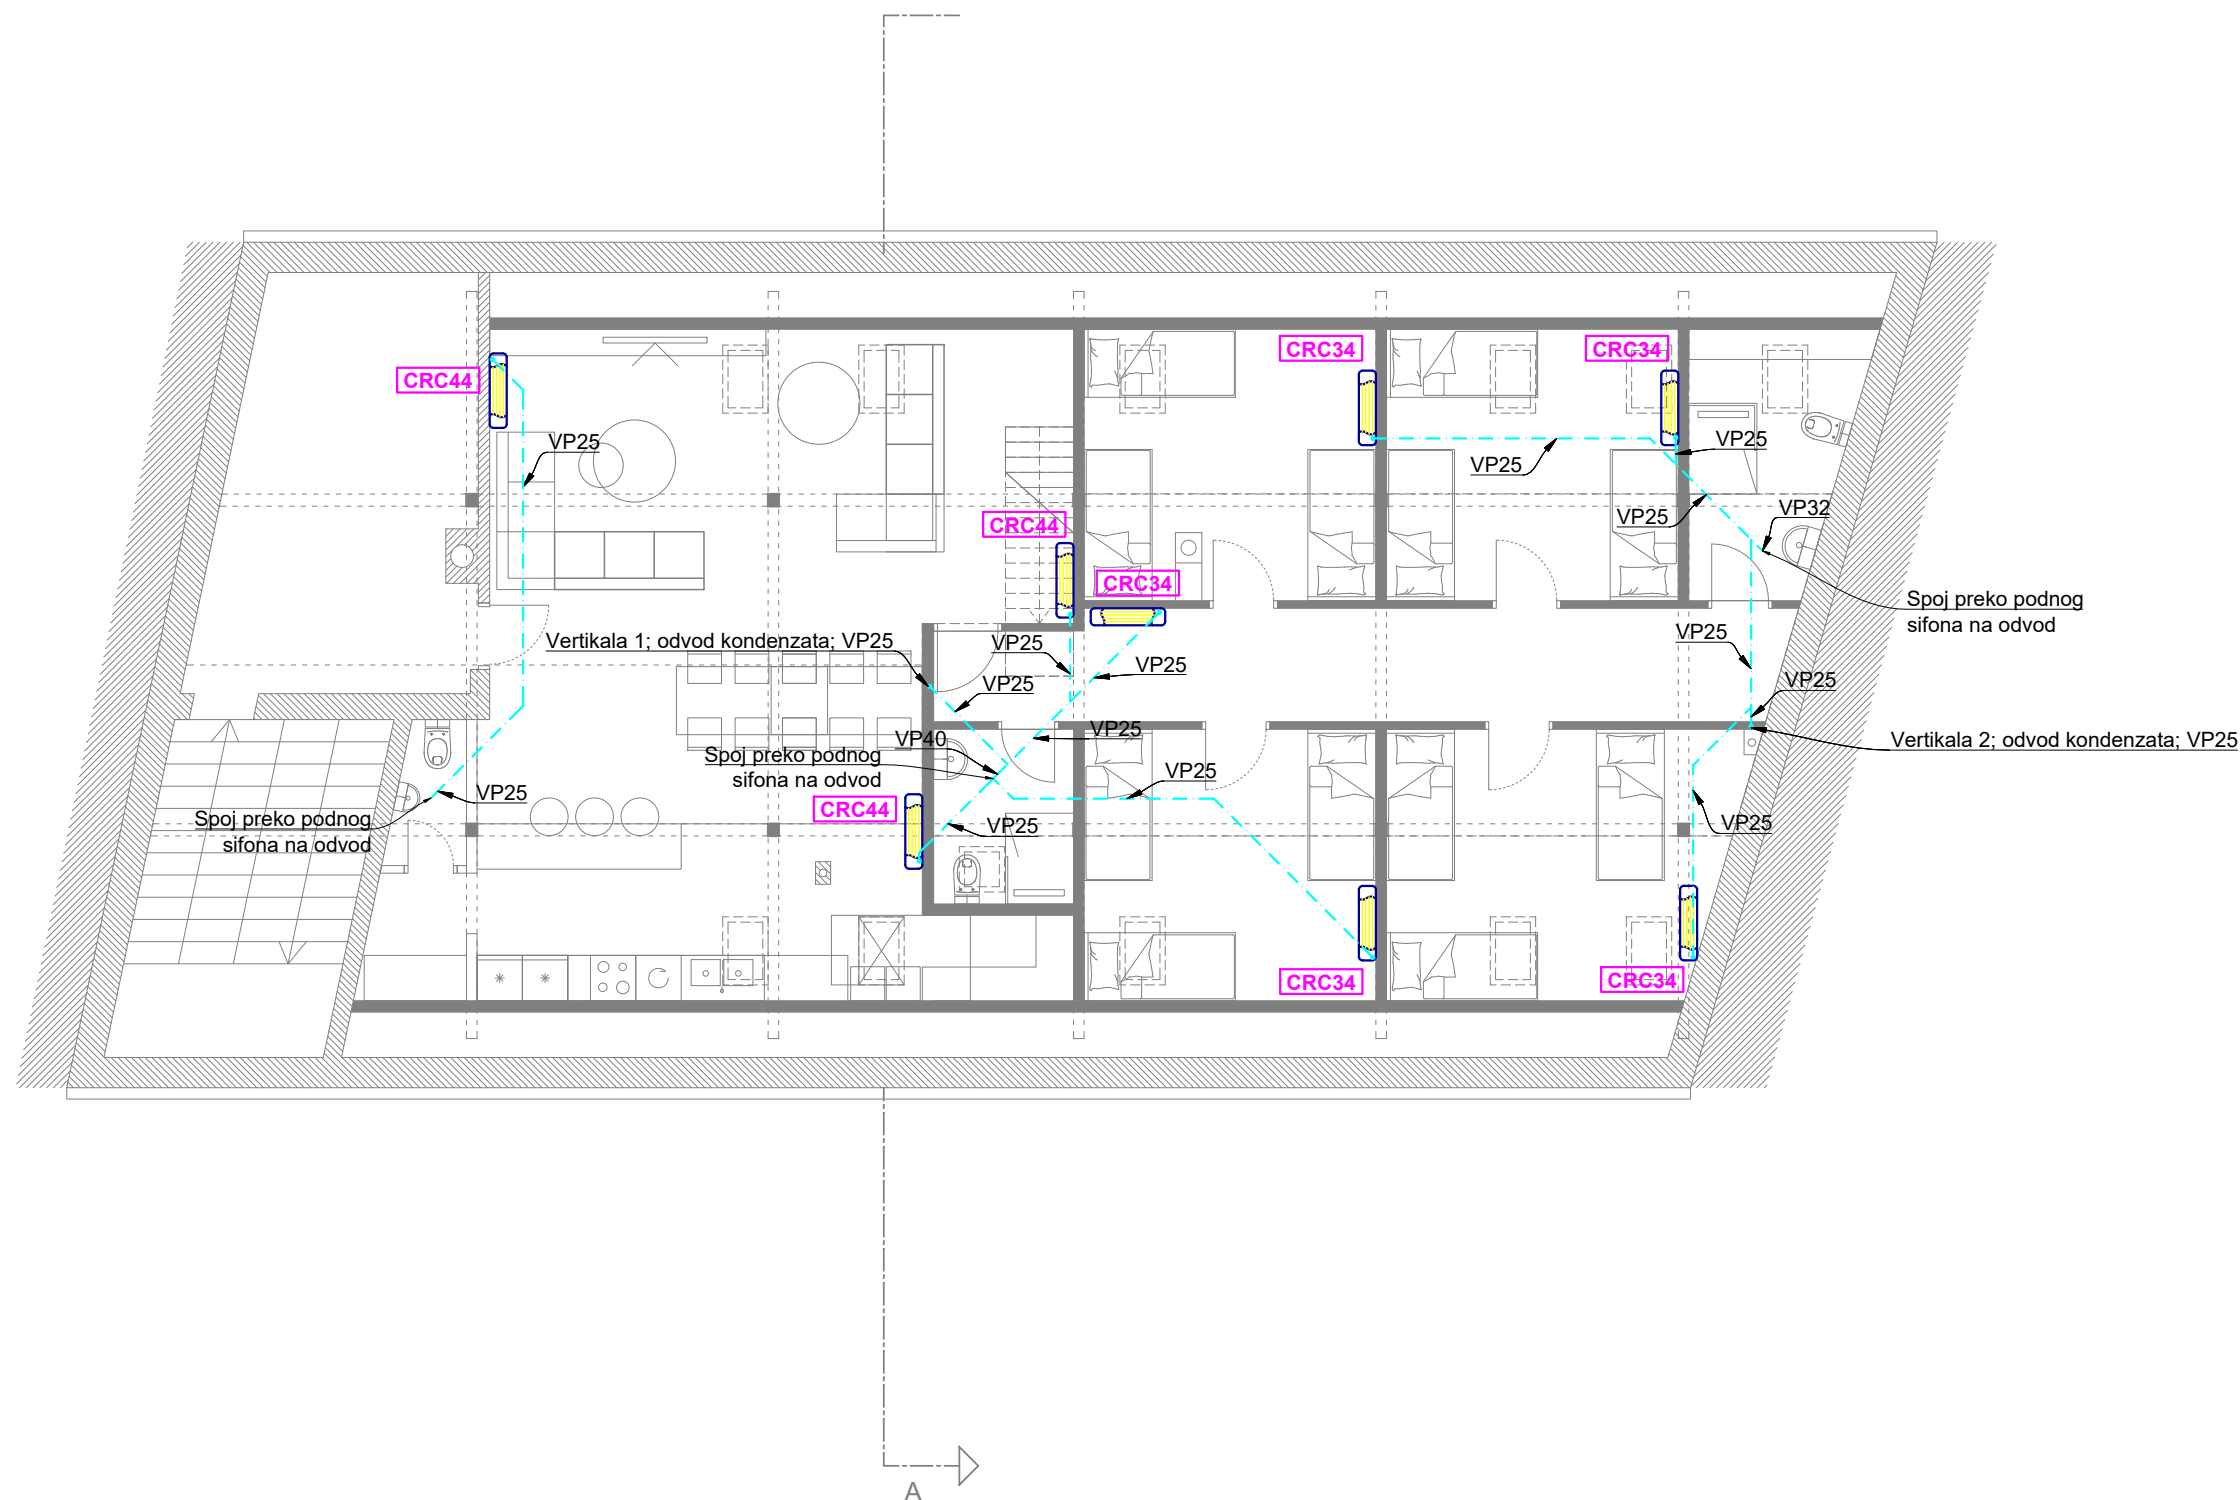 CRC34
CRC34
CRC44
VP25
VP25
VP25
VP25
VP32
CRC44
CRC34
Spoj preko podnog
sifona na odvod
Vertikala 1; odvod kondenzata; VP25
VP25
VP25
VP25
VP25
VP25
VP25
VP40
Vertikala 2; odvod kondenzata; VP25
Spoj preko podnog
sifona na odvod
VP25
VP25
CRC44
Spoj preko podnog
sifona na odvod
VP25
VP25
CRC34
CRC34
A